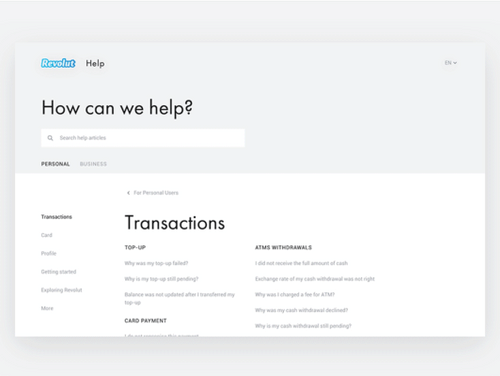 Revolut Help
EN
How can we help?
Search help articles
PERSONAL BUSINESS
For Personal Users
Transactions
Card
Profile
Getting started
Exploring Revolut
More
Transactions
TOP-UP
Why was my top-up failed?
Why is my top-up still pending?
Balance was not updated after I transferred my
top-up
CARD PAYMENT
ATMS WITHDRAWALS
I did not receive the full amount of cash
Exchange rate of my cash withdrawal was not right
Why was I charged a fee for ATM?
Why was my cash withdrawal declined?
Why is my cash withdrawal still pending?